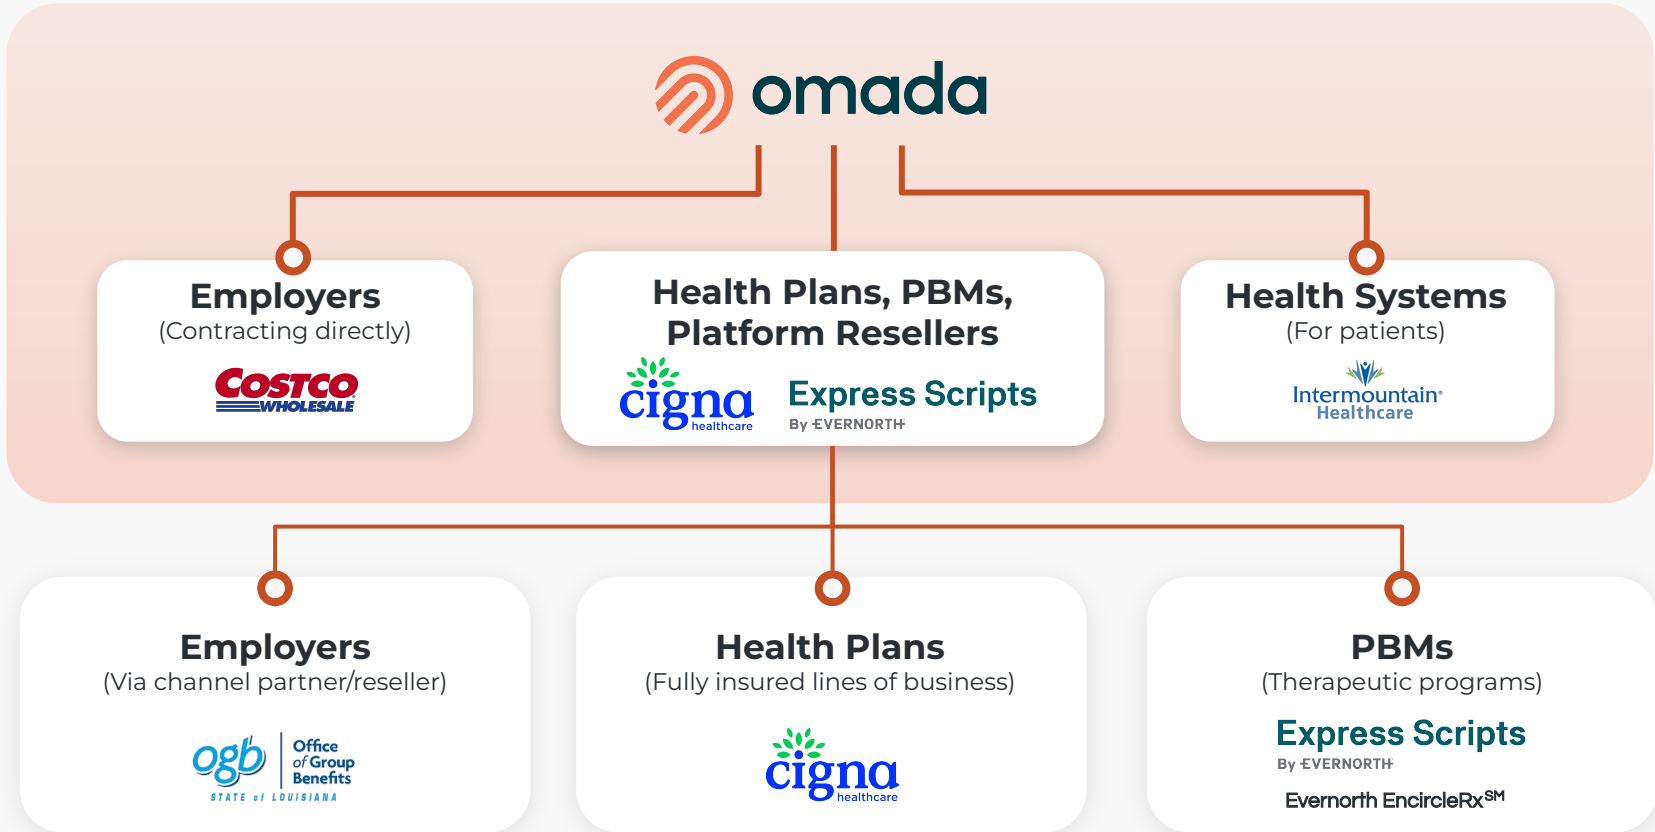 omada
Employers
(Contracting directly)
COSTCO
WHOLESALE
Health Plans, PBMs,
Platform Resellers
cigna
healthcare
Express Scripts
By EVERNORTH
Health Systems
(For patients)
Intermountain®
Healthcare
Employers
(Via channel partner/reseller)
ogb
Office
of Group
Benefits
STATE of LOUISIANA
Health Plans
(Fully insured lines of business)
cigna
healthcare
PBMs
(Therapeutic programs)
Express Scripts
By EVERNORTH
Evernorth EncircleRx℠